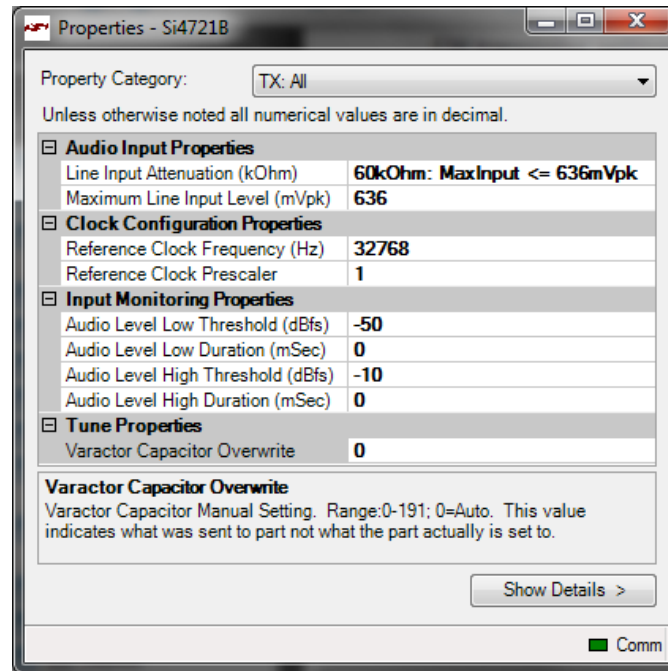 Properties - Si4721B
Property Category: TX: All
Unless otherwise noted all numerical values are in decimal.
Audio Input Properties
Line Input Attenuation (kOhm) 60kOhm: MaxInput <= 636mVpk
Maximum Line Input Level (mVpk) 636
Clock Configuration Properties
Reference Clock Frequency (Hz) 32768
Reference Clock Prescaler 1
Input Monitoring Properties
Audio Level Low Threshold (dBfs) -50
Audio Level Low Duration (mSec) 0
Audio Level High Threshold (dBfs) -10
Audio Level High Duration (mSec) 0
Tune Properties
Varactor Capacitor Overwrite 0
Varactor Capacitor Overwrite
Varactor Capacitor Manual Setting. Range:0-191; 0=Auto. This value
indicates what was sent to part not what the part actually is set to.
Show Details >
Comm